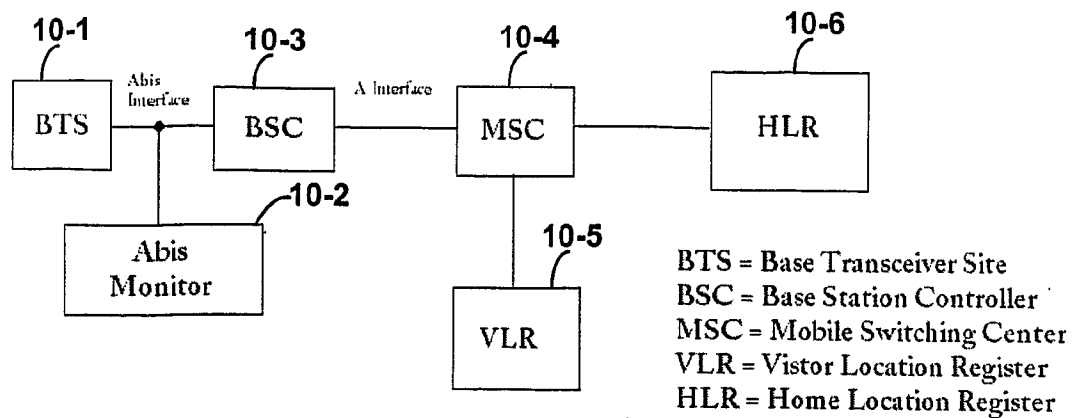 10-1
10-3
10-4
10-6
Abis
Interface
A Interface
BTS
BSC
MSC
HLR
10-2
Abis
Monitor
10-5
VLR
BTS = Base Transceiver Site
BSC = Base Station Controller
MSC = Mobile Switching Center
VLR = Vistor Location Register
HLR = Home Location Register